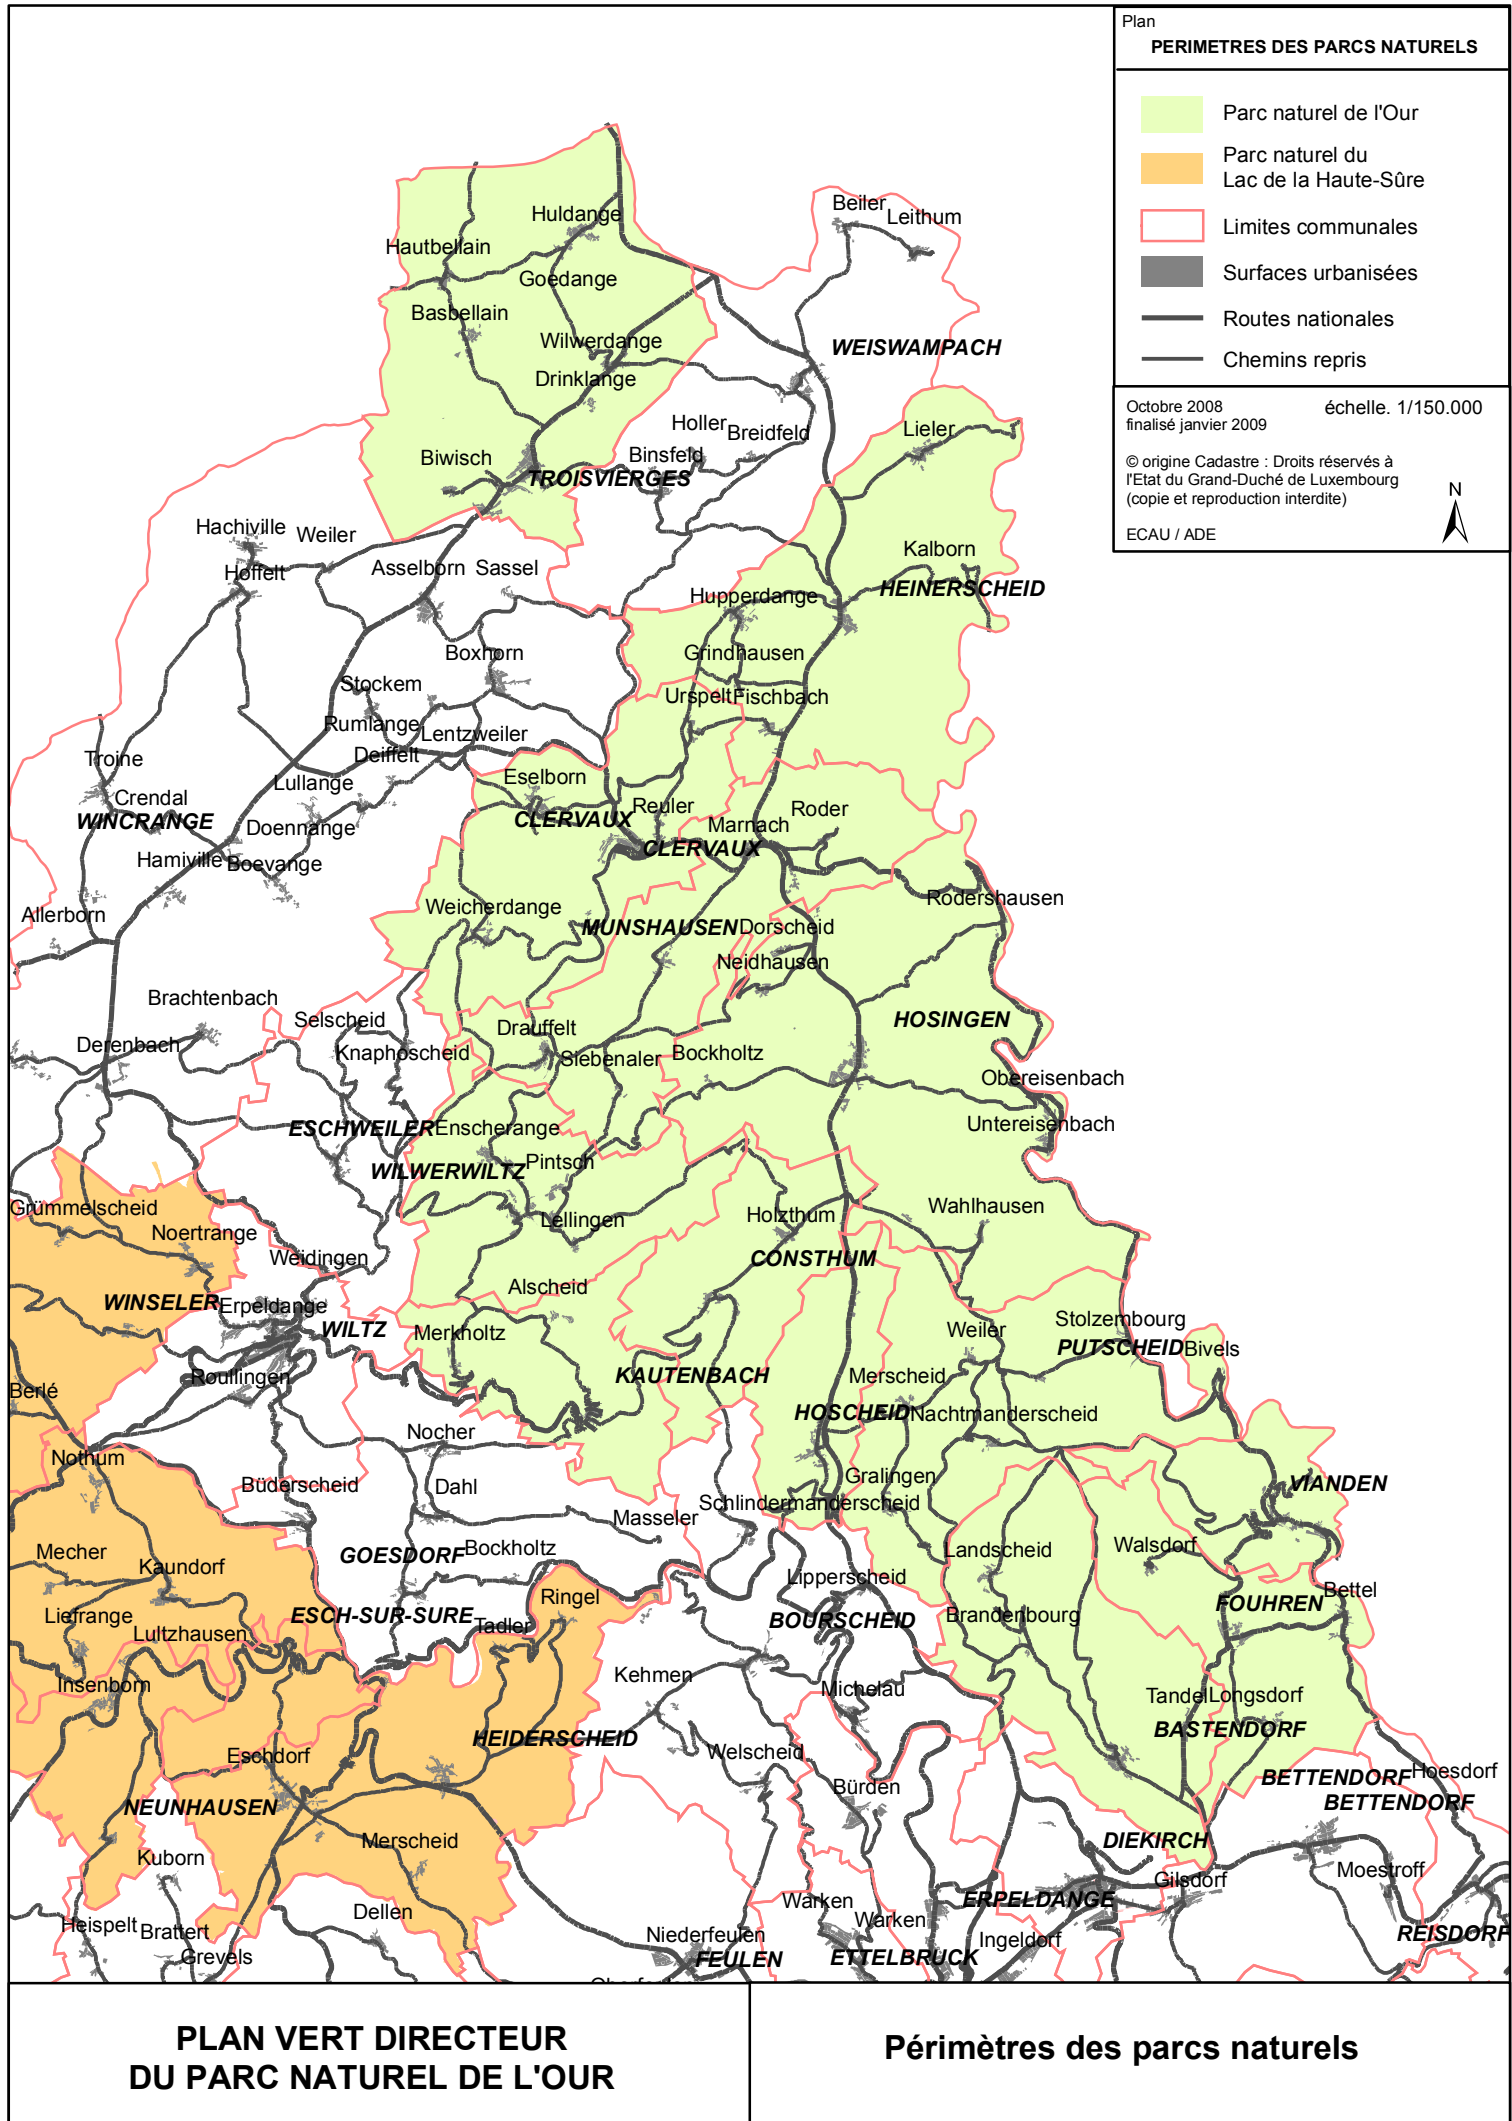 Plan
PERIMETRES DES PARCS NATURELS
Parc naturel de l'Our
Parc naturel du
Lac de la Haute-Sûre
Limites communales
Surfaces urbanisées
Routes nationales
Chemins repris
Octobre 2008
finalisé janvier 2009
échelle. 1/150.000
© origine Cadastre : Droits réservés à
l'Etat du Grand-Duché de Luxembourg
(copie et reproduction interdite)
ECAU / ADE
N
Beiler
Leithum
Huldange
Hautbellain
Goedange
Basbellain
Wilwerdange
WEISWAMPACH
Drinklange
Holler
Breidfeld
Lieler
Biwisch
Binsfeld
TROISVIERGES
Hachiville
Weiler
Kalborn
Hoffelt
Asselborn
Sassel
HEINERSCHEID
Hupperdange
Boxhorn
Grindhausen
Stockem
Urspelt
Fischbach
Rumlange
Lentzweiler
Deiffelt
Troine
Lullange
Eselborn
Crendal
Reuler
Roder
WINCRANGE
Doennange
CLERVAUX
Marnach
CLERVAUX
Hamiville
Boevange
Rodershausen
Allerborn
Weicherdange
MUNSHAUSEN
Dorscheid
Neidhausen
Brachtenbach
Selscheid
HOSINGEN
Derenbach
Knaphoscheid
Drauffelt
Siebenaler
Bockholtz
Obereisenbach
Untereisenbach
ESCHWEILER
Enscherange
WILWERWILTZ
Pintsch
Grümmelscheid
Noertrange
Lellingen
Holzthum
Wahlhausen
Weidingen
CONSTHUM
Alscheid
WINSELER
Erpeldange
WILTZ
Merkholtz
Weiler
Stolzembourg
PUTSCHEID
Bivels
Roullingen
KAUTENBACH
Merscheid
Berlé
HOSCHEID
Nachtmanderscheid
Nothum
Nocher
Büderscheid
Dahl
Gralingen
VIANDEN
Masseler
Schlindermanderscheid
Mecher
Kaundorf
GOESDORF
Bockholtz
Landscheid
Walsdorf
Lipperscheid
Ringel
Bettel
Liefrange
ESCH-SUR-SURE
Tadler
BOURSCHEID
Brandenbourg
FOUHREN
Lultzhausen
Insenborn
Kehmen
Michelau
Tandel
Longsdorf
HEIDERSCHEID
BASTENDORF
Eschdorf
Welscheid
BETTENDORF
Hoesdorf
NEUNHAUSEN
Bürden
BETTENDORF
Merscheid
DIEKIRCH
Kuborn
Moestroff
Gilsdorf
Warken
ERPELDANGE
Dellen
Warken
Heispelt
Brattert
Niederfeulen
Ingeldorf
REISDORF
Grevels
FEULEN
ETTELBRUCK
PLAN VERT DIRECTEUR
DU PARC NATUREL DE L'OUR
Périmètres des parcs naturels